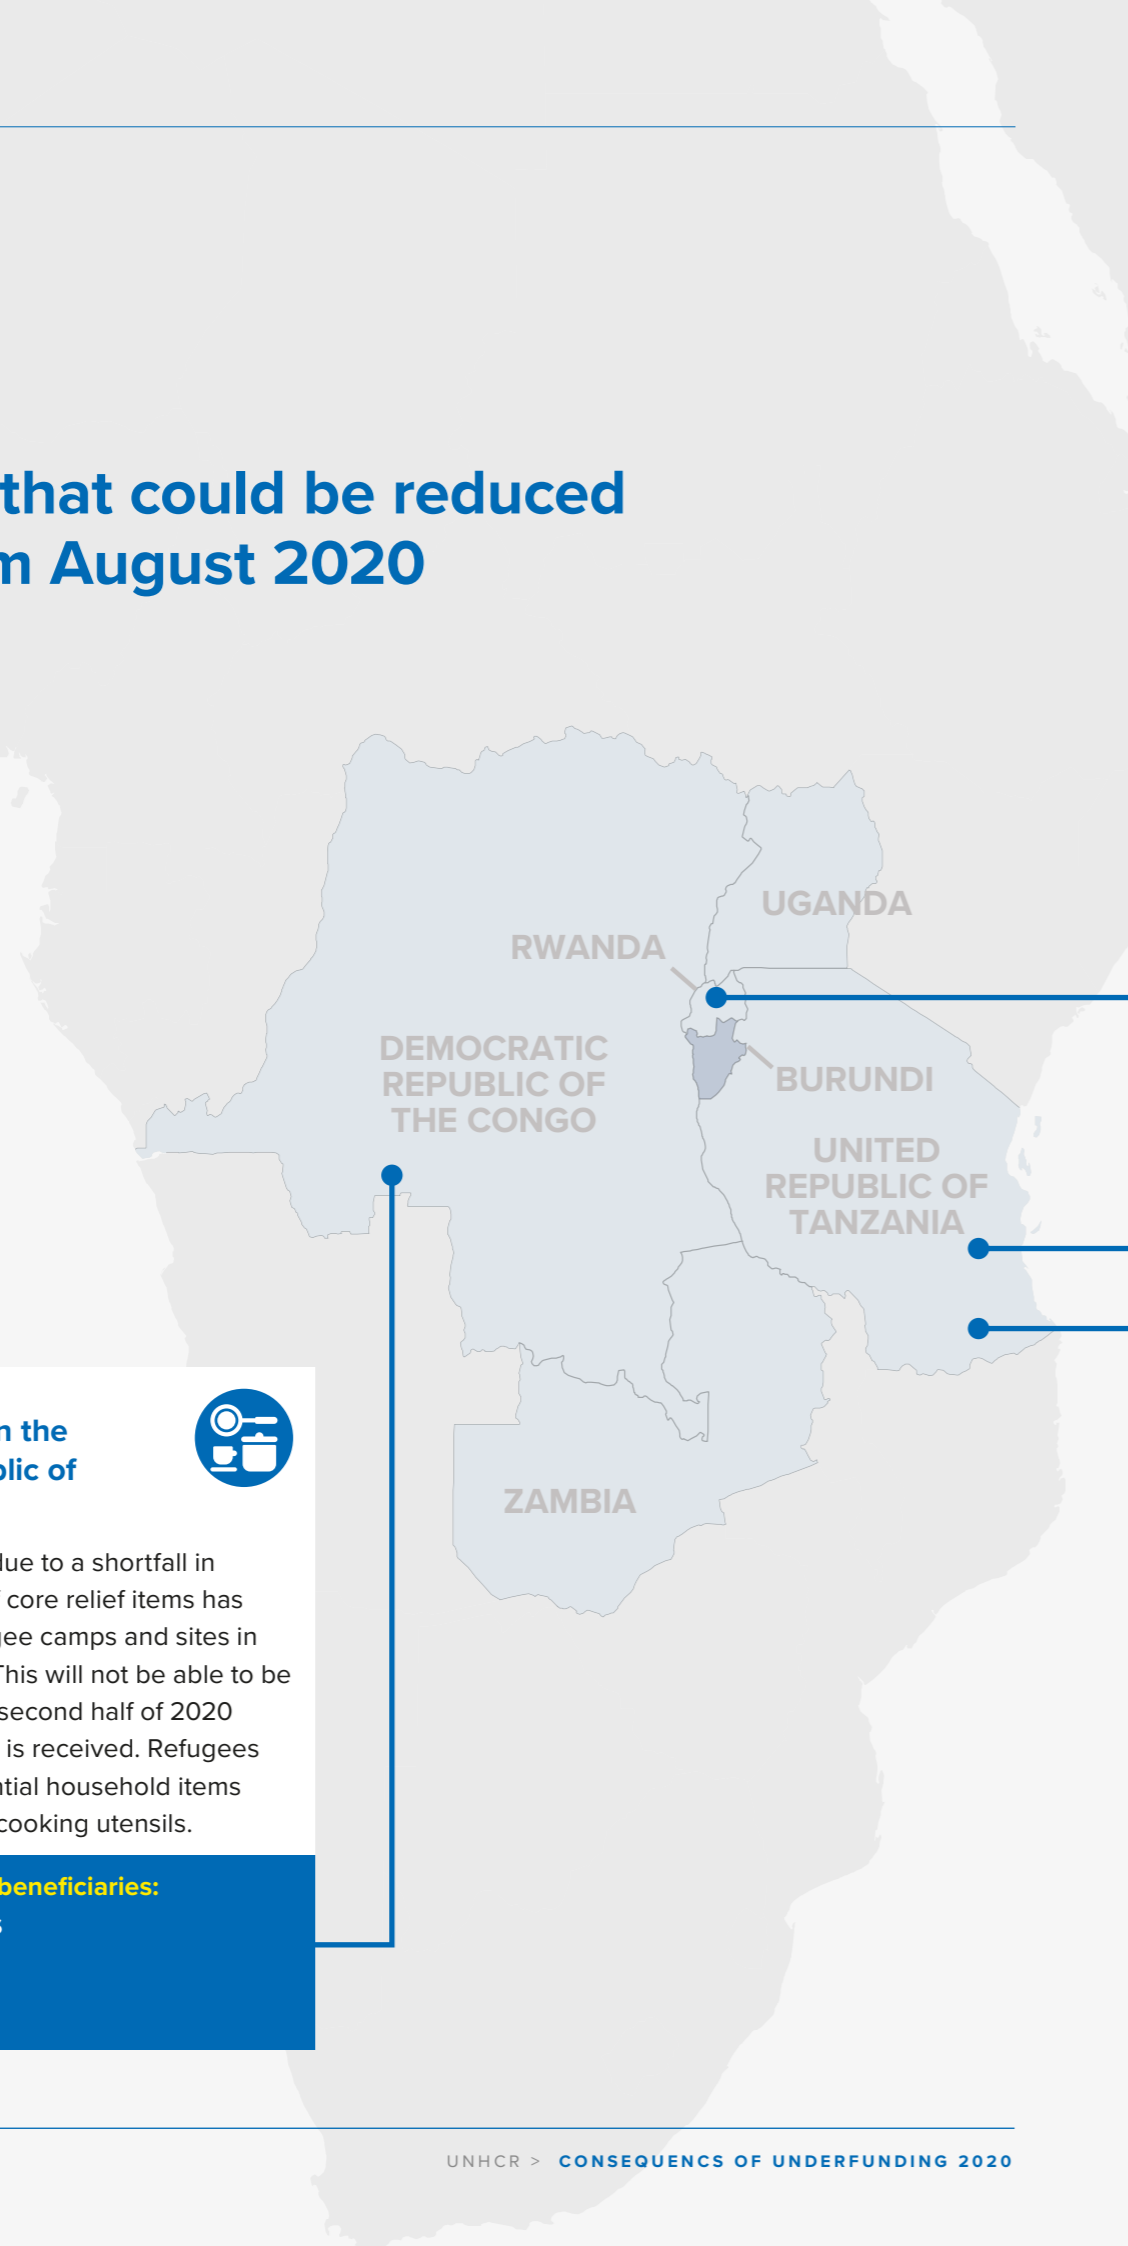 that could be reduced
m August 2020
UGANDA
RWANDA
DEMOCRATIC
REPUBLIC OF
THE CONGO
BURUNDI
UNITED
REPUBLIC OF
TANZANIA
ZAMBIA
n the
blic of
due to a shortfall in
core relief items has
gee camps and sites in
This will not be able to be
second half of 2020
is received. Refugees
ntial household items
cooking utensils.
beneficiaries:
s
UNHCR > CONSEQUENCS OF UNDERFUNDING 2020